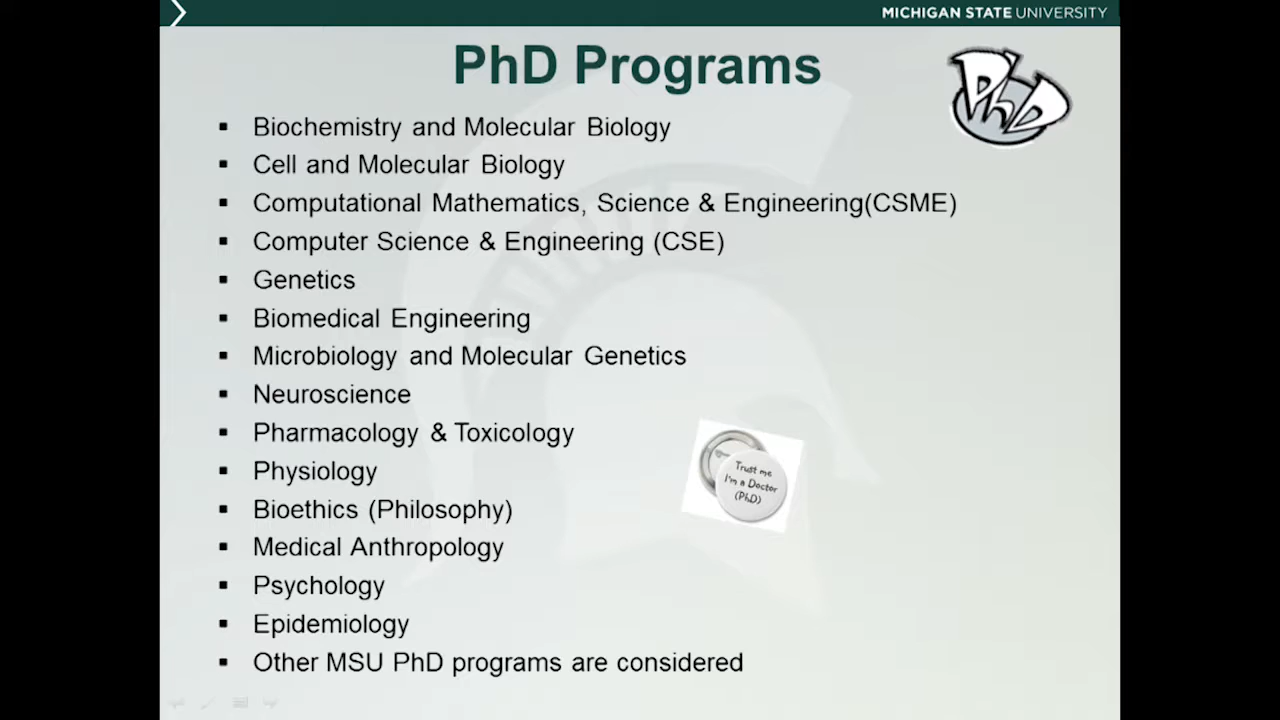 MICHIGAN STATE UNIVERSITY
PhD Programs
PhD
Biochemistry and Molecular Biology
Cell and Molecular Biology
Computational Mathematics, Science & Engineering(CSME)
Computer Science & Engineering (CSE)
Genetics
Biomedical Engineering
Microbiology and Molecular Genetics
Neuroscience
Pharmacology & Toxicology
Trust me
I'm a Doctor
(PhD)
Physiology
Bioethics (Philosophy)
Medical Anthropology
Psychology
Epidemiology
Other MSU PhD programs are considered